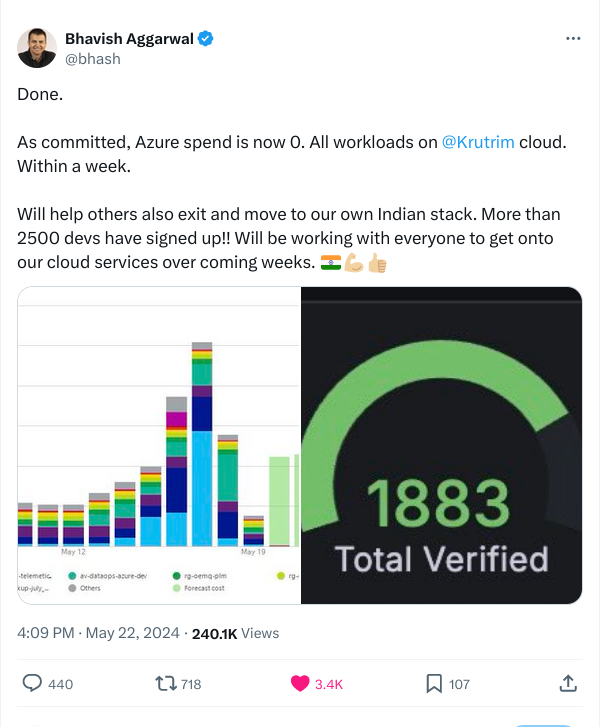 Bhavish Aggarwal
@bhash
Done.
As committed, Azure spend is now 0. All workloads on @Krutrim cloud.
Within a week.
Will help others also exit and move to our own Indian stack. More than
2500 devs have signed up!! Will be working with everyone to get onto
our cloud services over coming weeks. 🇮🇳💪🏼👍🏼
May 12
May 19
-telemetic.
av-dataops-azure-dev
rg-oemq-plm
rg-
kup-july_..
Others
Forecast cost
1883
Total Verified
4:09 PM · May 22, 2024 · 240.1K Views
440
718
3.4K
107